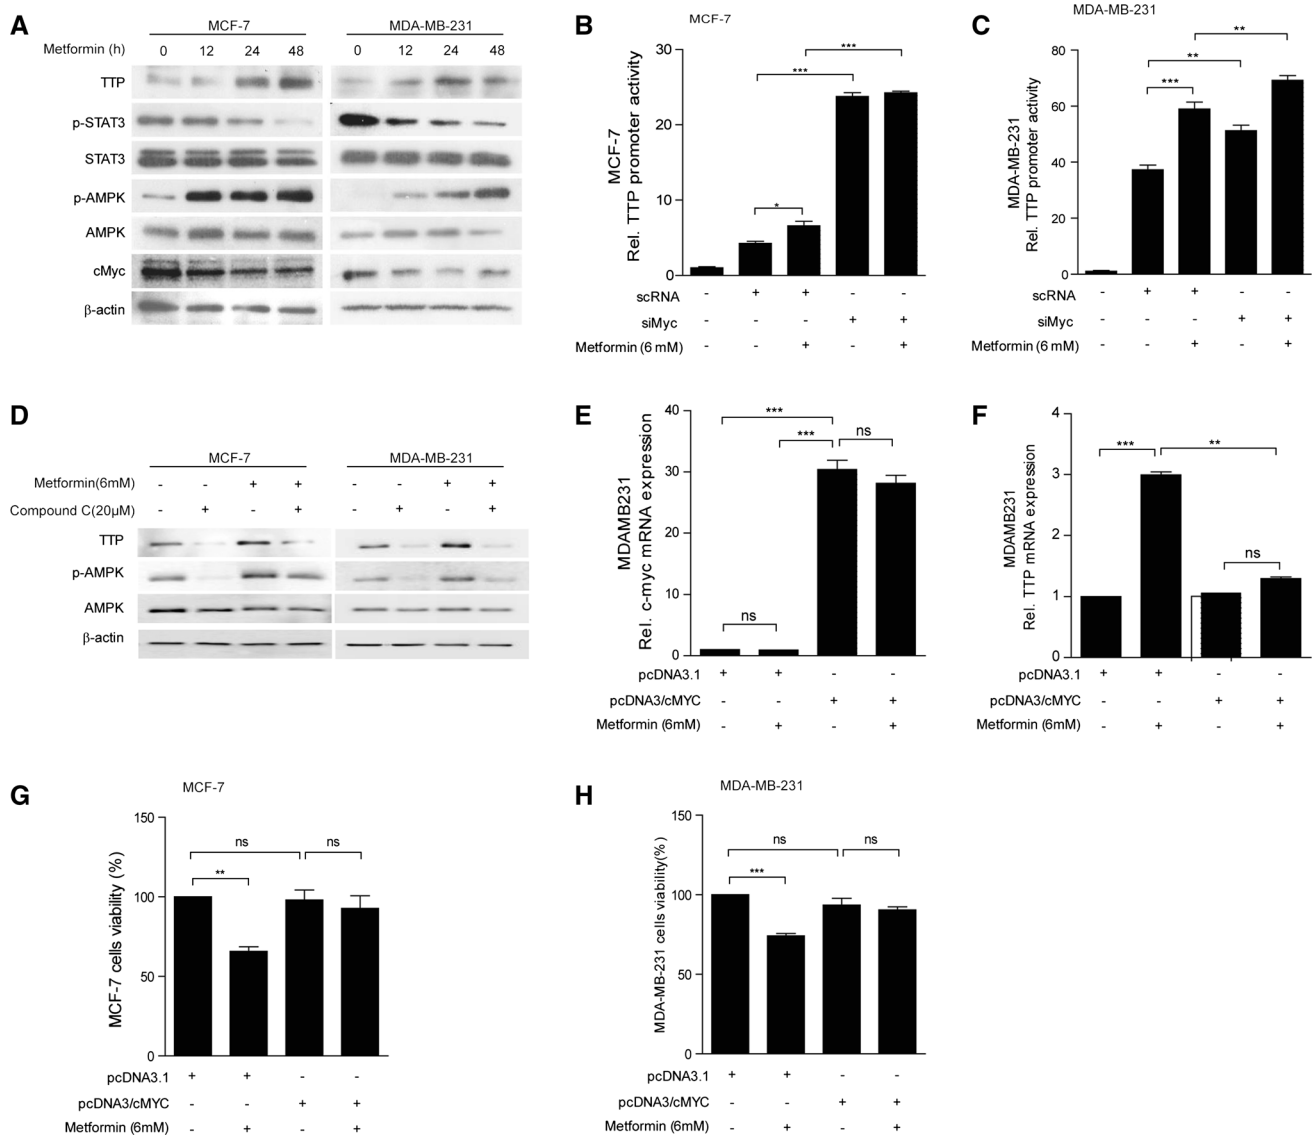 A
MCF-7 MDA-MB-231
Metformin (h) 0 12 24 48 0 12 24 48
TTP
p-STAT3
STAT3
p-AMPK
AMPK
cMyc
β-actin
B
MCF-7
MCF-7
Rel. TTP promoter activity
30
20
10
0
***
***
*
scRNA - + + - -
siMyc - - - + +
Metformin (6 mM) - - + - +
C
MDA-MB-231
MDA-MB-231
Rel. TTP promoter activity
80
60
40
20
0
**
**
***
scRNA - + + - -
siMyc - - - + +
Metformin (6 mM) - - + - +
D
MCF-7 MDA-MB-231
Metformin(6mM) - - + + - - + +
Compound C(20µM) - + - + - + - +
TTP
p-AMPK
AMPK
β-actin
E
MDAMB231
Rel. c-myc mRNA expression
40
30
20
10
0
***
*** ns
ns
pcDNA3.1 + + - -
pcDNA3/cMYC - - + +
Metformin (6mM) - + - +
F
MDAMB231
Rel. TTP mRNA expression
4
3
2
1
0
*** **
ns
pcDNA3.1 + + - -
pcDNA3/cMYC - - + +
Metformin (6mM) - + - +
G
MCF-7
MCF-7 cells viability (%)
150
100
50
0
ns ns
**
pcDNA3.1 + + - -
pcDNA3/cMYC - - + +
Metformin (6mM) - + - +
H
MDA-MB-231
MDA-MB-231 cells viability(%)
150
100
50
0
ns ns
***
pcDNA3.1 + + - -
pcDNA3/cMYC - - + +
Metformin (6mM) - + - +